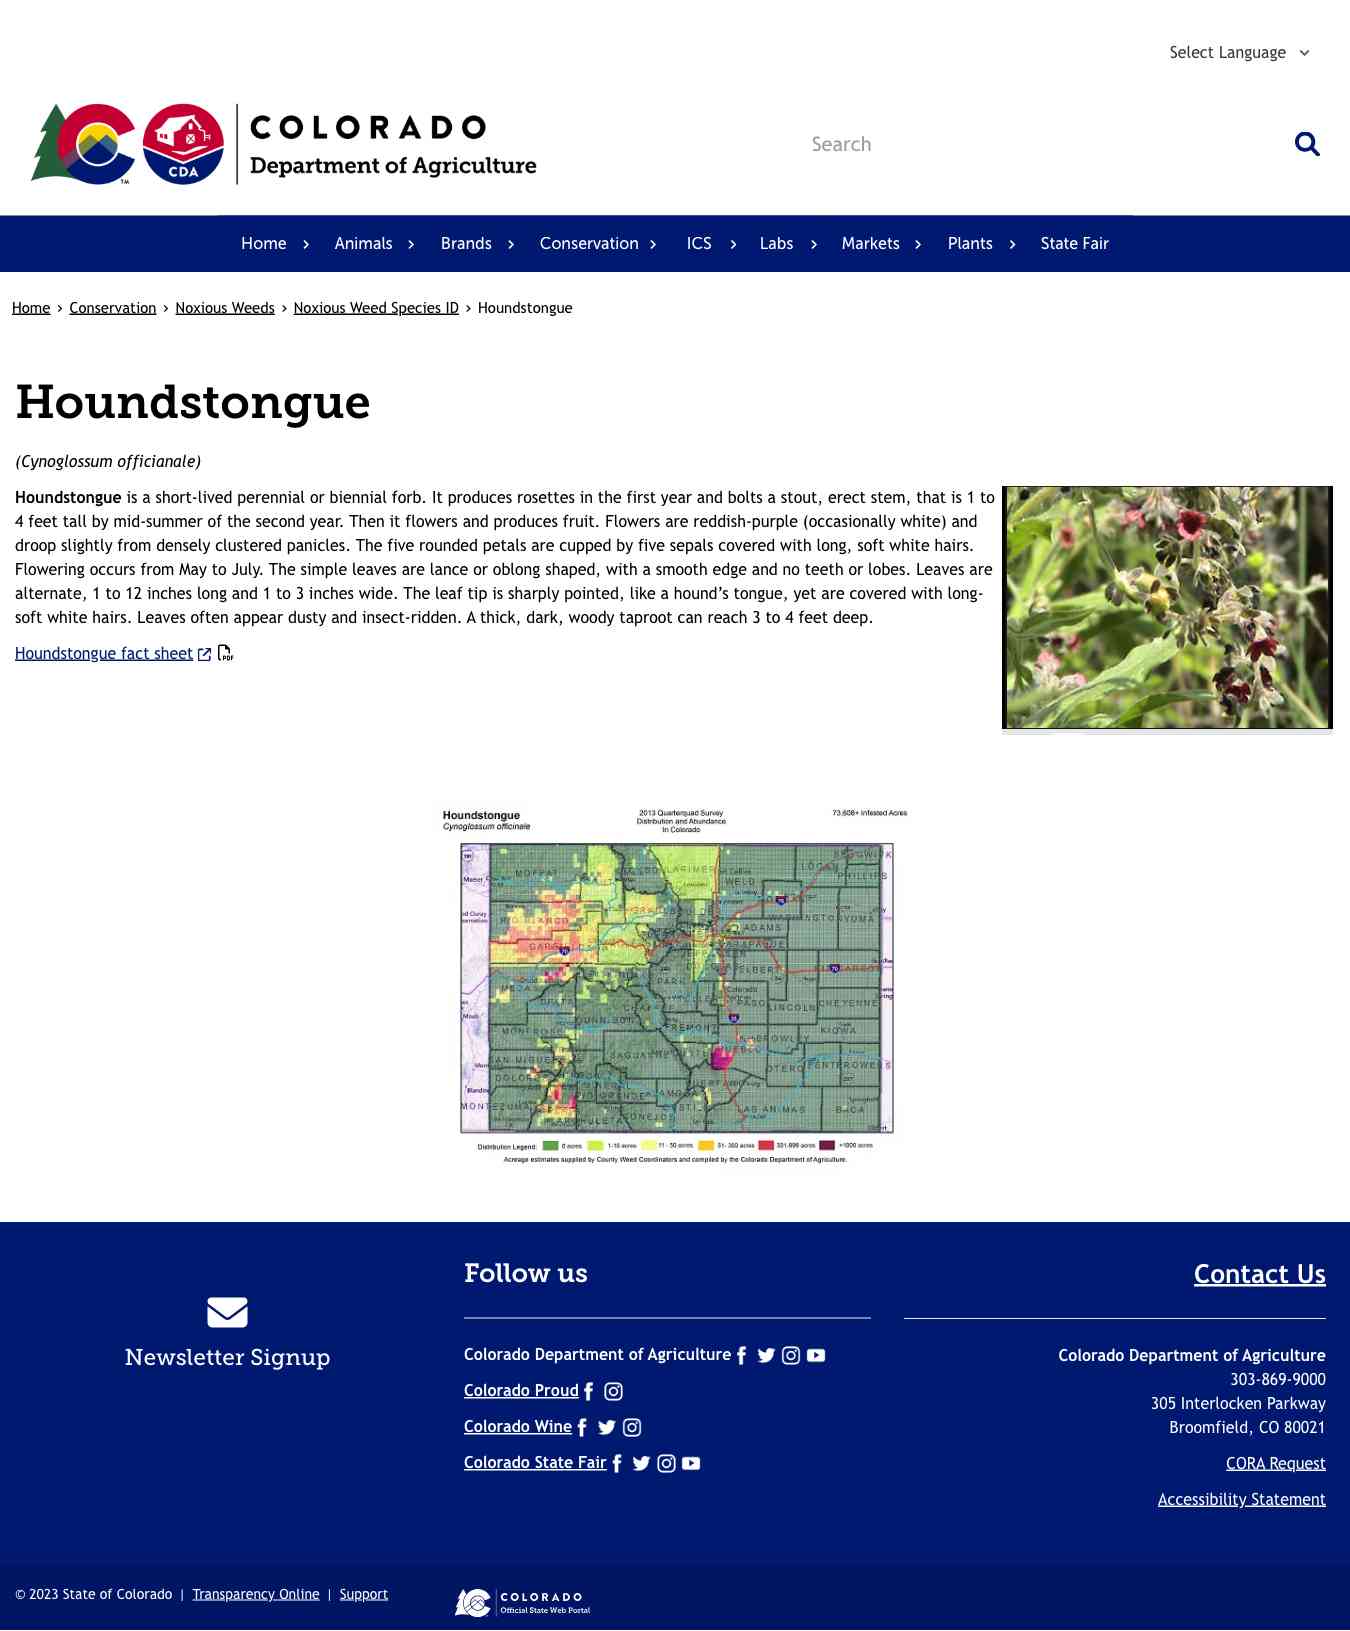 Select Language
COLORADO
Department of Agriculture
CDA
TM
Search
Home Animals Brands Conservation ICS Labs Markets Plants State Fair
Home › Conservation › Noxious Weeds › Noxious Weed Species ID › Houndstongue
Houndstongue
(Cynoglossum officianale)
Houndstongue is a short-lived perennial or biennial forb. It produces rosettes in the first year and bolts a stout, erect stem, that is 1 to
4 feet tall by mid-summer of the second year. Then it flowers and produces fruit. Flowers are reddish-purple (occasionally white) and
droop slightly from densely clustered panicles. The five rounded petals are cupped by five sepals covered with long, soft white hairs.
Flowering occurs from May to July. The simple leaves are lance or oblong shaped, with a smooth edge and no teeth or lobes. Leaves are
alternate, 1 to 12 inches long and 1 to 3 inches wide. The leaf tip is sharply pointed, like a hound’s tongue, yet are covered with long-
soft white hairs. Leaves often appear dusty and insect-ridden. A thick, dark, woody taproot can reach 3 to 4 feet deep.
Houndstongue fact sheet PDF
Houndstongue
Cynoglossum officinale
2013 Quarterquad Survey
Distribution and Abundance
in Colorado
73,608+ Infested Acres
MOFFAT
LARIMER
WELD
LOGAN
SEDGWICK
PHILLIPS
WASHINGTON
YUMA
ADAMS
ARAPAHOE
ELBERT
LINCOLN
CHEYENNE
KIOWA
CROWLEY
OTERO
BENT
PROWERS
LAS ANIMAS
BACA
MESA
DELTA
GUNNISON
MONTROSE
SAN MIGUEL
DOLORES
MONTEZUMA
SAGUACHE
FREMONT
PARK
Distribution Legend: 0 acres 1-10 acres 11 - 50 acres 51- 300 acres 301-999 acres >1000 acres
Acreage estimates supplied by County Weed Coordinators and compiled by the Colorado Department of Agriculture.
Newsletter Signup
Follow us
Colorado Department of Agriculture
Colorado Proud
Colorado Wine
Colorado State Fair
Contact Us
Colorado Department of Agriculture
303-869-9000
305 Interlocken Parkway
Broomfield, CO 80021
CORA Request
Accessibility Statement
© 2023 State of Colorado | Transparency Online | Support
COLORADO
Official State Web Portal